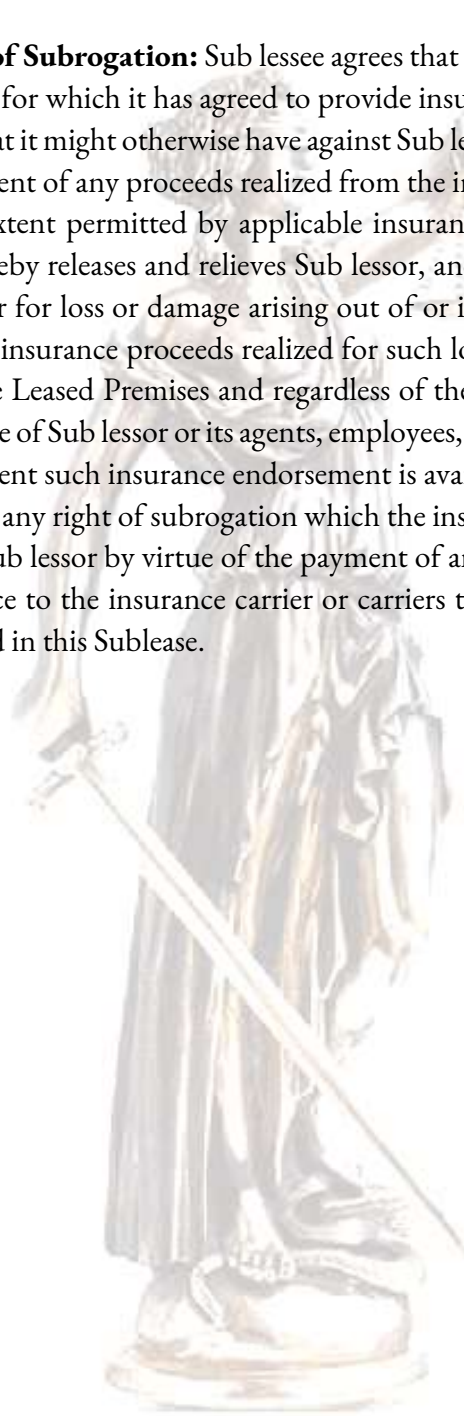 of Subrogation: Sub lessee agrees that
for which it has agreed to provide insu
at it might otherwise have against Sub le
ent of any proceeds realized from the in
xtent permitted by applicable insuran
eby releases and relieves Sub lessor, an
r for loss or damage arising out of or i
insurance proceeds realized for such lo
e Leased Premises and regardless of the
e of Sub lessor or its agents, employees,
ent such insurance endorsement is avai
any right of subrogation which the ins
ub lessor by virtue of the payment of an
ce to the insurance carrier or carriers t
d in this Sublease.